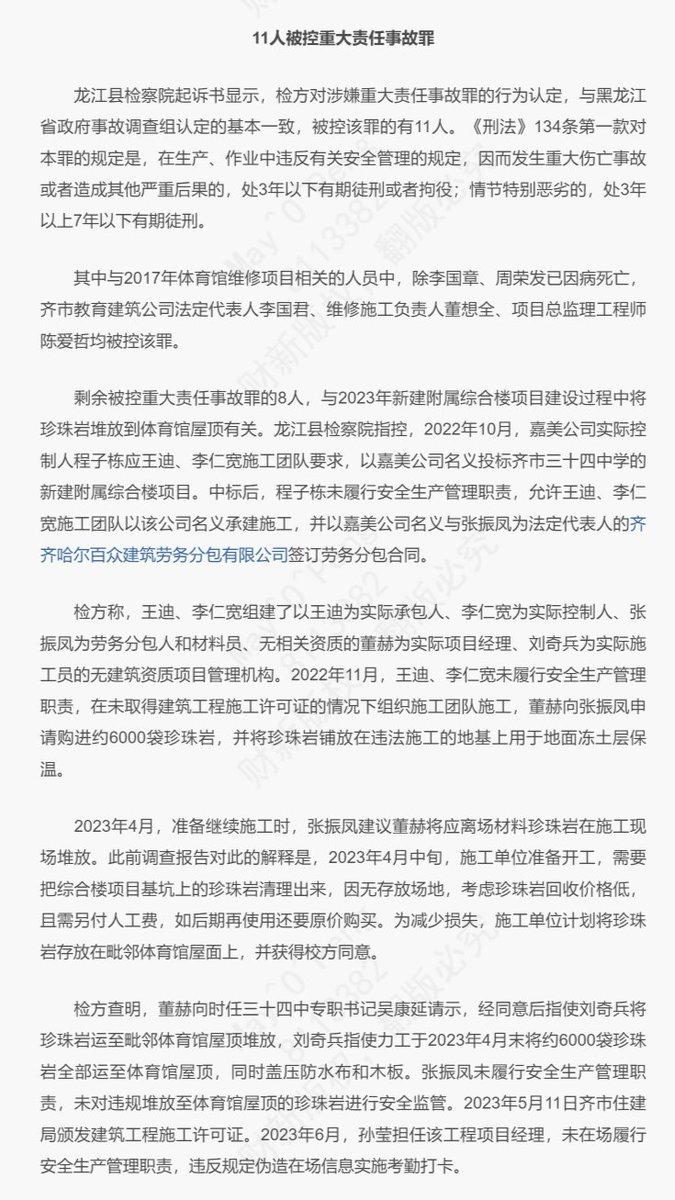 11人被控重大责任事故罪
龙江县检察院起诉书显示，检方对涉嫌重大责任事故罪的行为认定，与黑龙江
省政府事故调查组认定的基本一致，被控该罪的有11人。《刑法》134条第一款对
本罪的规定是，在生产、作业中违反有关安全管理的规定，因而发生重大伤亡事故
或者造成其他严重后果的，处3年以下有期徒刑或者拘役；情节特别恶劣的，处3年
以上7年以下有期徒刑。
其中与2017年体育馆维修项目相关的人员中，除李国章、周荣发已因病死亡，
齐市教育建筑公司法定代表人李国君、维修施工负责人董想全、项目总监理工程师
陈爱哲均被控该罪。
剩余被控重大责任事故罪的8人，与2023年新建附属综合楼项目建设过程中将
珍珠岩堆放到体育馆屋顶有关。龙江县检察院指控，2022年10月，嘉美公司实际控
制人程子栋应王迪、李仁宽施工团队要求，以嘉美公司名义投标齐市三十四中学的
新建附属综合楼项目。中标后，程子栋未履行安全生产管理职责，允许王迪、李仁
宽施工团队以该公司名义承建施工，并以嘉美公司名义与张振凤为法定代表人的齐
齐哈尔百众建筑劳务分包有限公司签订劳务分包合同。
检方称，王迪、李仁宽组建了以王迪为实际承包人、李仁宽为实际控制人、张
振凤为劳务分包人和材料员、无相关资质的董赫为实际项目经理、刘奇兵为实际施
工员的无建筑资质项目管理机构。2022年11月，王迪、李仁宽未履行安全生产管理
职责，在未取得建筑工程施工许可证的情况下组织施工团队施工，董赫向张振凤申
请购进约6000袋珍珠岩，并将珍珠岩铺放在违法施工的地基上用于地面冻土层保
温。
2023年4月，准备继续施工时，张振凤建议董赫将应离场材料珍珠岩在施工现
场堆放。此前调查报告对此的解释是，2023年4月中旬，施工单位准备开工，需要
把综合楼项目基坑上的珍珠岩清理出来，因无存放场地，考虑珍珠岩回收价格低，
且需另付人工费，如后期再使用还要原价购买。为减少损失，施工单位计划将珍珠
岩存放在毗邻体育馆屋面上，并获得校方同意。
检方查明，董赫向时任三十四中专职书记吴康延请示，经同意后指使刘奇兵将
珍珠岩运至毗邻体育馆屋顶堆放，刘奇兵指使力工于2023年4月末将约6000袋珍珠
岩全部运至体育馆屋顶，同时盖压防水布和木板。张振凤未履行安全生产管理职
责，未对违规堆放至体育馆屋顶的珍珠岩进行安全监管。2023年5月11日齐市住建
局颁发建筑工程施工许可证。2023年6月，孙莹担任该工程项目经理，未在场履行
安全生产管理职责，违反规定伪造在场信息实施考勤打卡。